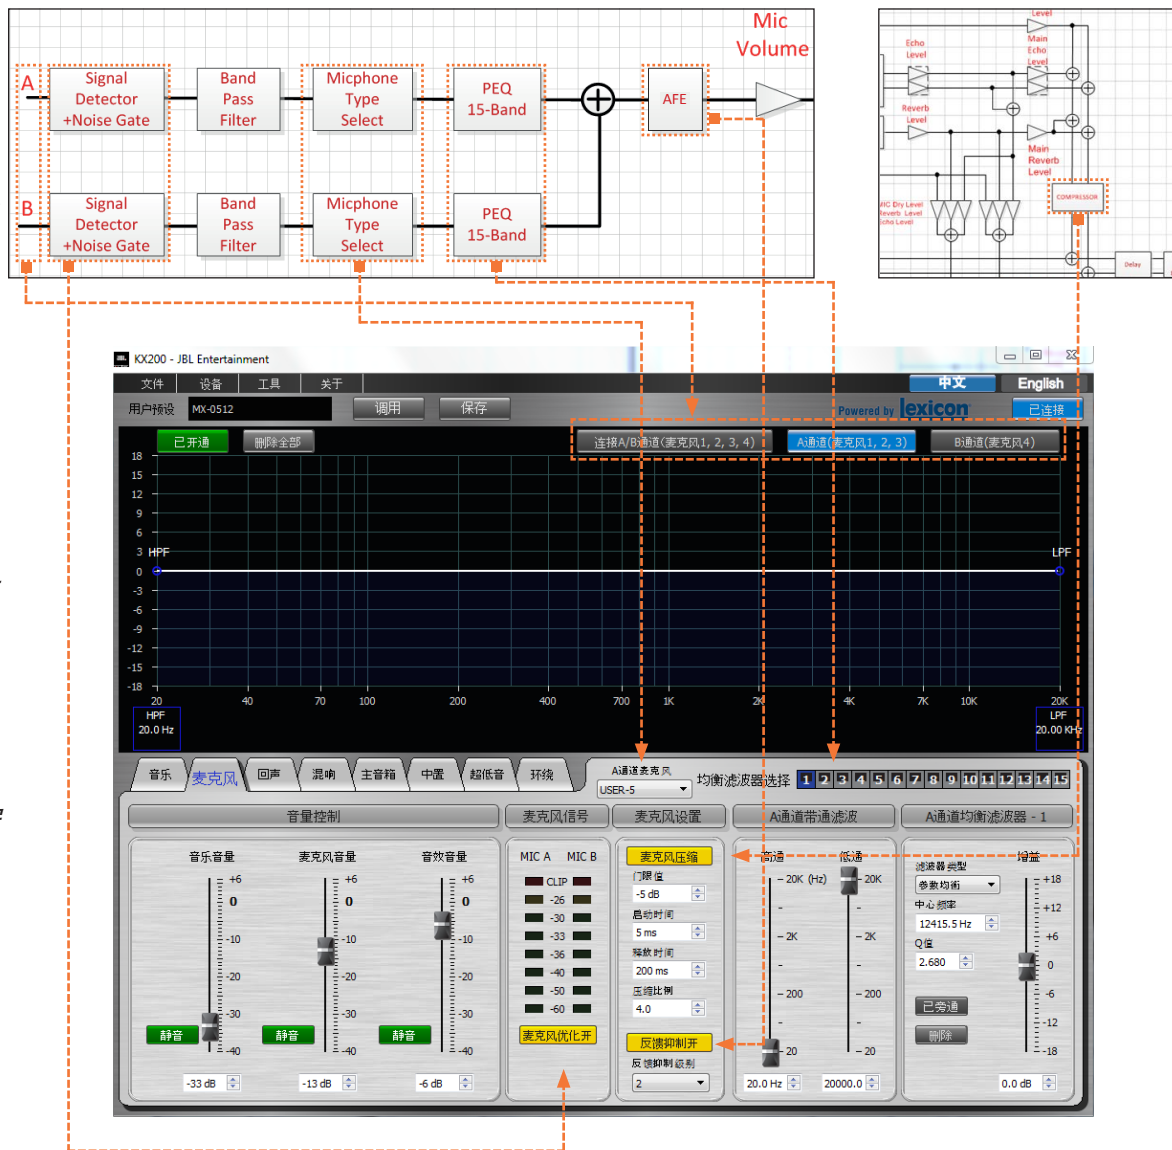 Mic
Volume
A
Signal
Detector
+Noise Gate
Band
Pass
Filter
Micphone
Type
Select
PEQ
15-Band
AFE
B
Signal
Detector
+Noise Gate
Band
Pass
Filter
Micphone
Type
Select
PEQ
15-Band
Level
Main
Echo
Level
Echo
Level
Reverb
Level
Main
Reverb
Level
MIC Dry Level
Reverb Level
Echo Level
COMPRESSOR
Delay
KX200 - JBL Entertainment
文件 设备 工具 关于 中文 English
用户预设 MX-0512 调用 保存 Powered by lexicon 已连接
已开通 删除全部 连接A/B通道(麦克风1, 2, 3, 4) A通道(麦克风1, 2, 3) B通道(麦克风4)
18
15
12
9
6
3 HPF LPF
0
-3
-6
-9
-12
-15
-18
20 40 70 100 200 400 700 1K 2K 4K 7K 10K 20K
HPF
20.0 Hz
LPF
20.00 KHz
音乐 麦克风 回声 混响 主音箱 中置 超低音 环绕
A通道麦克风
USER-5
均衡滤波器选择 1 2 3 4 5 6 7 8 9 10 11 12 13 14 15
音量控制 麦克风信号 麦克风设置 A通道带通滤波 A通道均衡滤波器 - 1
音乐音量 麦克风音量 音效音量
+6 +6 +6
0 0 0
-10 -10 -10
-20 -20 -20
-30 -30 -30
-40 -40 -40
静音 静音 静音
-33 dB -13 dB -6 dB
MIC A MIC B
CLIP
-26
-30
-33
-36
-40
-50
-60
麦克风优化开
麦克风压缩
门限值
-5 dB
启动时间
5 ms
释放时间
200 ms
压缩比例
4.0
反馈抑制开
反馈抑制级别
2
高通 低通
20K (Hz) 20K
2K 2K
200 200
20 20
20.0 Hz 20000.0
滤波器类型
参数均衡
中心频率
12415.5 Hz
Q值
2.680
已旁通
删除
增益
+18
+12
+6
0
-6
-12
-18
0.0 dB